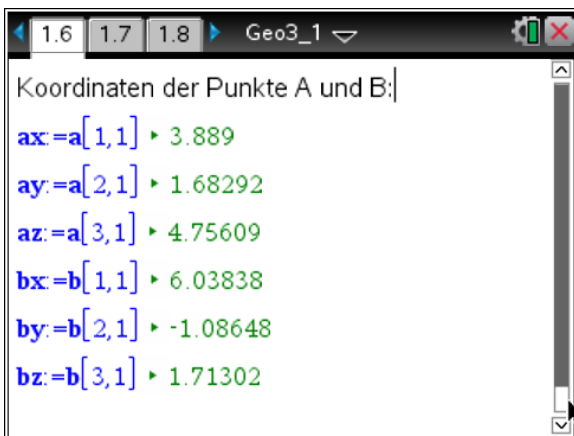 1.6 1.7 1.8 Geo3_1
Koordinaten der Punkte A und B:
ax:=a[1,1] ▸ 3.889
ay:=a[2,1] ▸ 1.68292
az:=a[3,1] ▸ 4.75609
bx:=b[1,1] ▸ 6.03838
by:=b[2,1] ▸ -1.08648
bz:=b[3,1] ▸ 1.71302